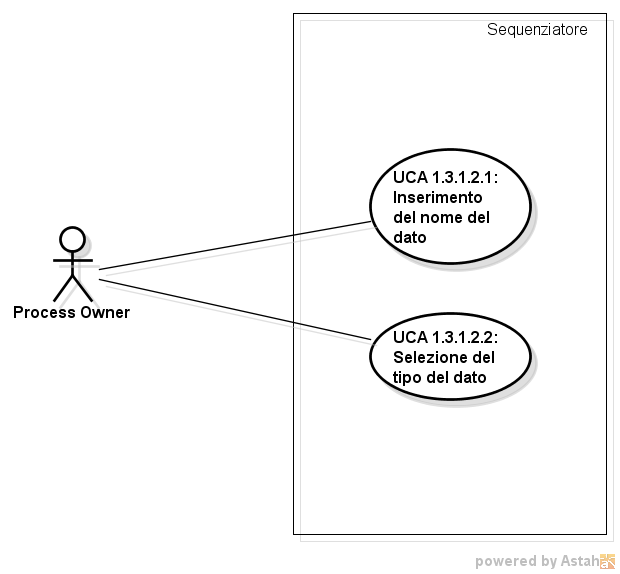 Sequenziatore
UCA 1.3.1.2.1:
Inserimento
del nome del
dato
Process Owner
UCA 1.3.1.2.2:
Selezione del
tipo del dato
powered by Astah